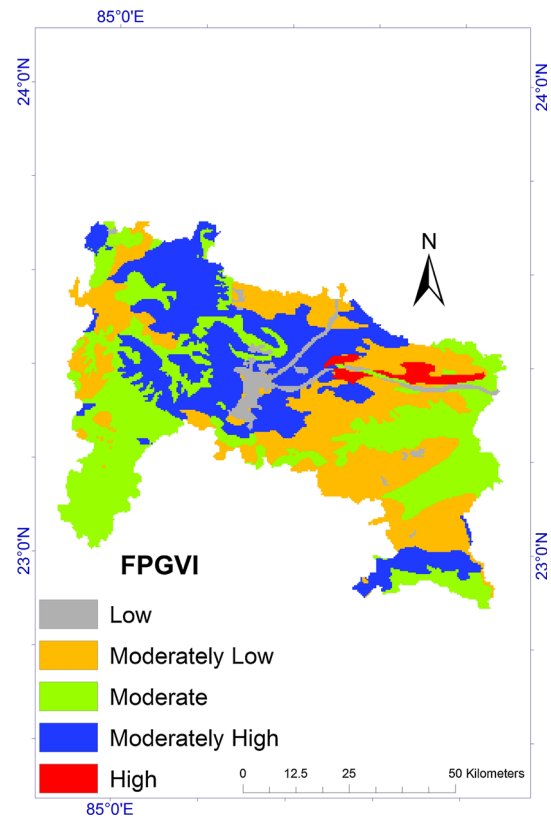 85°0'E
24°0'N
24°0'N
N
23°0'N
23°0'N
FPGVI
Low
Moderately Low
Moderate
Moderately High
High
0 12.5 25 50 Kilometers
85°0'E